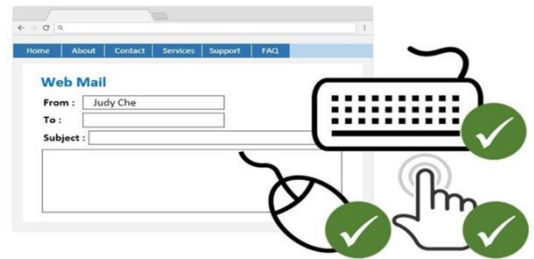 Home About Contact Services Support FAQ
Web Mail
From : Judy Che
To :
Subject :